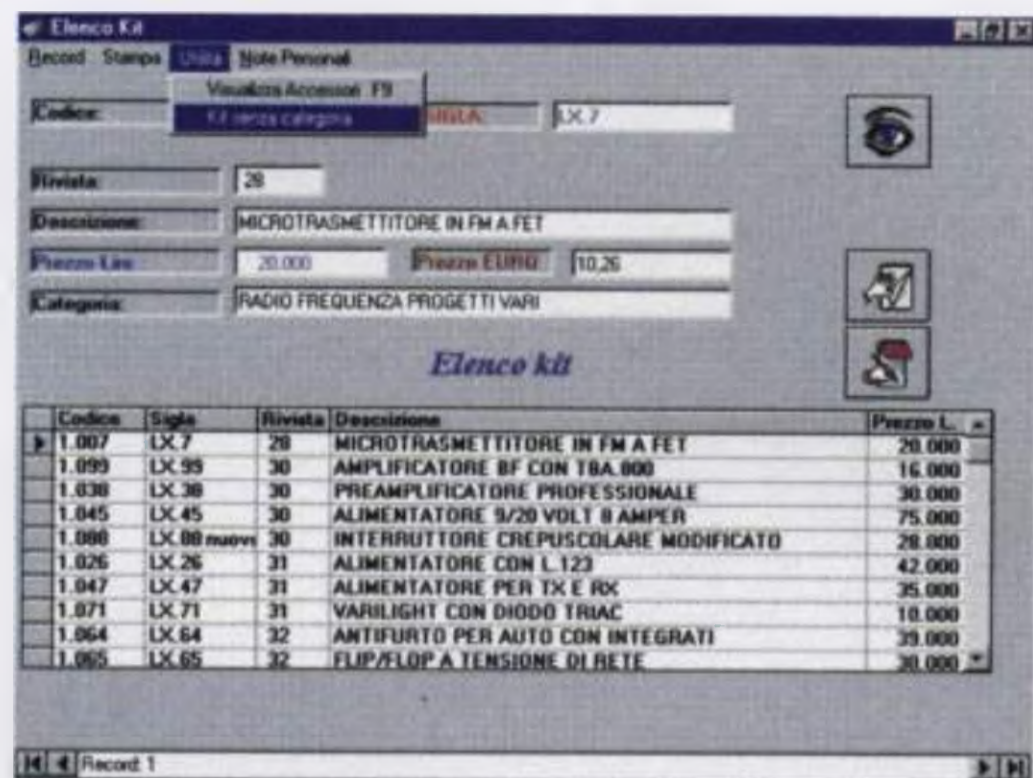 Elenco Kit
Record Stampa Utilità Note Personali
Visualizza Accessori F9
Kit senza categoria
Codice: SIGLA: LX.7
Rivista: 28
Descrizione: MICROTRASMETTITORE IN FM A FET
Prezzo Lire 20.000 Prezzo EURO 10,26
Categoria: RADIO FREQUENZA PROGETTI VARI
Elenco kit
Codice Sigla Rivista Descrizione Prezzo L.
1.007 LX.7 28 MICROTRASMETTITORE IN FM A FET 20.000
1.099 LX.99 30 AMPLIFICATORE BF CON TBA.800 16.000
1.038 LX.38 30 PREAMPLIFICATORE PROFESSIONALE 30.000
1.045 LX.45 30 ALIMENTATORE 9/20 VOLT 8 AMPER 75.000
1.088 LX.88 nuovo 30 INTERRUTTORE CREPUSCOLARE MODIFICATO 28.000
1.026 LX.26 31 ALIMENTATORE CON L.123 42.000
1.047 LX.47 31 ALIMENTATORE PER TX E RX 35.000
1.071 LX.71 31 VARILIGHT CON DIODO TRIAC 10.000
1.064 LX.64 32 ANTIFURTO PER AUTO CON INTEGRATI 39.000
1.065 LX.65 32 FLIP/FLOP A TENSIONE DI RETE 30.000
Record: 1